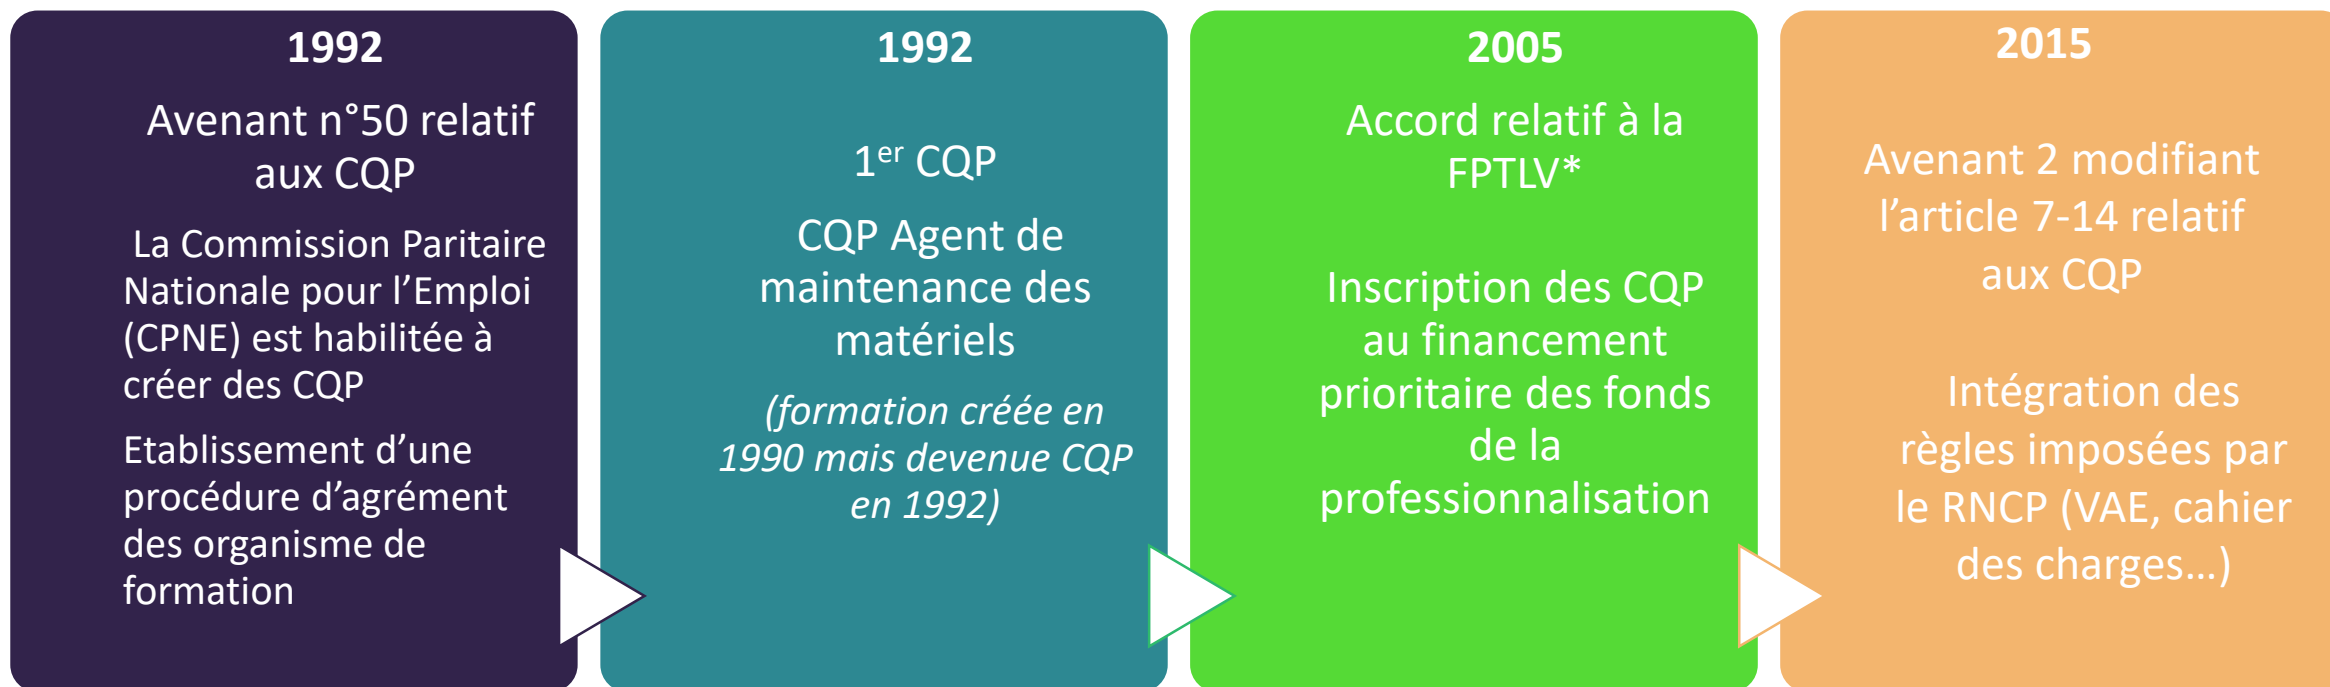 1992
Avenant n°50 relatif
aux CQP
La Commission Paritaire
Nationale pour l’Emploi
(CPNE) est habilitée à
créer des CQP
Etablissement d’une
procédure d’agrément
des organisme de
formation
1992
1er CQP
CQP Agent de
maintenance des
matériels
(formation créée en
1990 mais devenue CQP
en 1992)
2005
Accord relatif à la
FPTLV*
Inscription des CQP
au financement
prioritaire des fonds
de la
professionnalisation
2015
Avenant 2 modifiant
l’article 7-14 relatif
aux CQP
Intégration des
règles imposées par
le RNCP (VAE, cahier
des charges…)